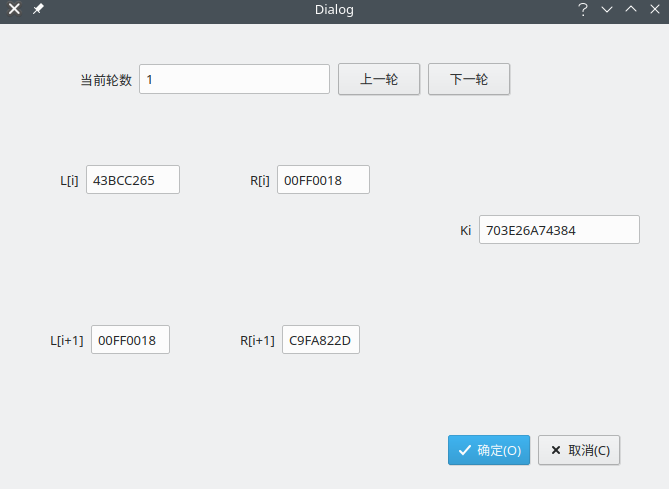 Dialog
当前轮数 1 上一轮 下一轮
L[i] 43BCC265 R[i] 00FF0018
Ki 703E26A74384
L[i+1] 00FF0018 R[i+1] C9FA822D
确定(O) 取消(C)